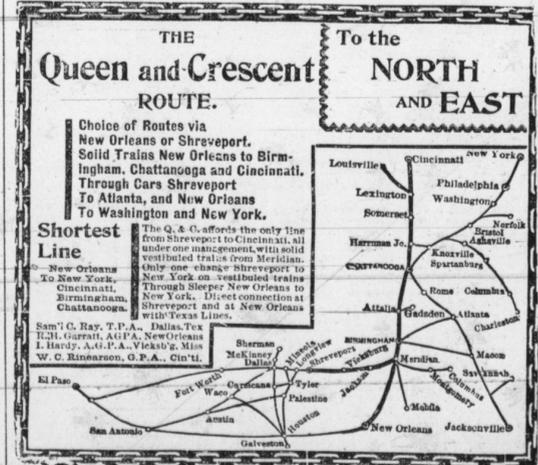 THE
Queen and Crescent
ROUTE.
To the
NORTH
AND EAST
Choice of Routes via
New Orleans or Shreveport.
Solid Trains New Orleans to Birm-
ingham, Chattanooga and Cincinnati.
Through Cars Shreveport
To Atlanta, and New Orleans
To Washington and New York.
Shortest
Line
New Orleans
To New York,
Cincinnati,
Birmingham,
Chattanooga.
The Q. & C. affords the only line
from Shreveport to Cincinnati, all
under one management, with solid
vestibuled trains from Meridian.
Only one change Shreveport to
New York on vestibuled trains
Through Sleeper New Orleans to
New York. Direct connection at
Shreveport and at New Orleans
with Texas Lines.
Sam'l C. Ray, T.P.A., Dallas, Tex
R.H. Garratt, AGPA. New Orleans
I. Hardy, A.G.P.A., Vicksb'g, Miss
W. C. Rinearson, G.P.A., Cin'ti.
Louisville
Cincinnati
New York
Philadelphia
Washington
Lexington
Somerset
Norfolk
Bristol
Asheville
Harriman Jc.
Knoxville
Spartanburg
CHATTANOOGA
Rome
Columbia
Attalla
Gadsden
Atlanta
Charleston
BIRMINGHAM
Macon
Meridian
Columbus
Savannah
Montgomery
Sherman
McKinney
Dallas
Mineola
Longview
Shreveport
Vicksburg
Jackson
El Paso
Fort Worth
Corsicana
Tyler
Waco
Palestine
Austin
Houston
Mobile
San Antonio
Galveston
New Orleans
Jacksonville